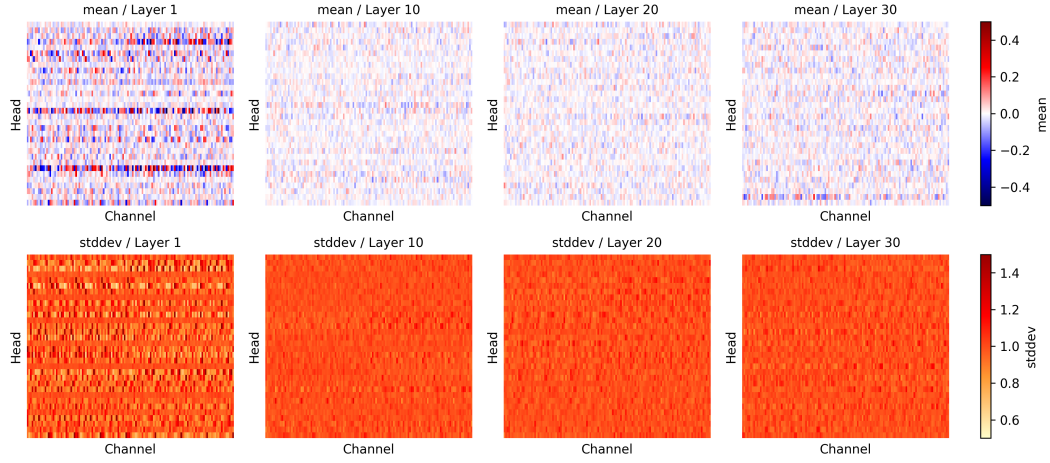 mean / Layer 1
mean / Layer 10
mean / Layer 20
mean / Layer 30
Head
Head
Head
Head
Channel
Channel
Channel
Channel
0.4
0.2
0.0
−0.2
−0.4
mean
stddev / Layer 1
stddev / Layer 10
stddev / Layer 20
stddev / Layer 30
Head
Head
Head
Head
Channel
Channel
Channel
Channel
1.4
1.2
1.0
0.8
0.6
stddev